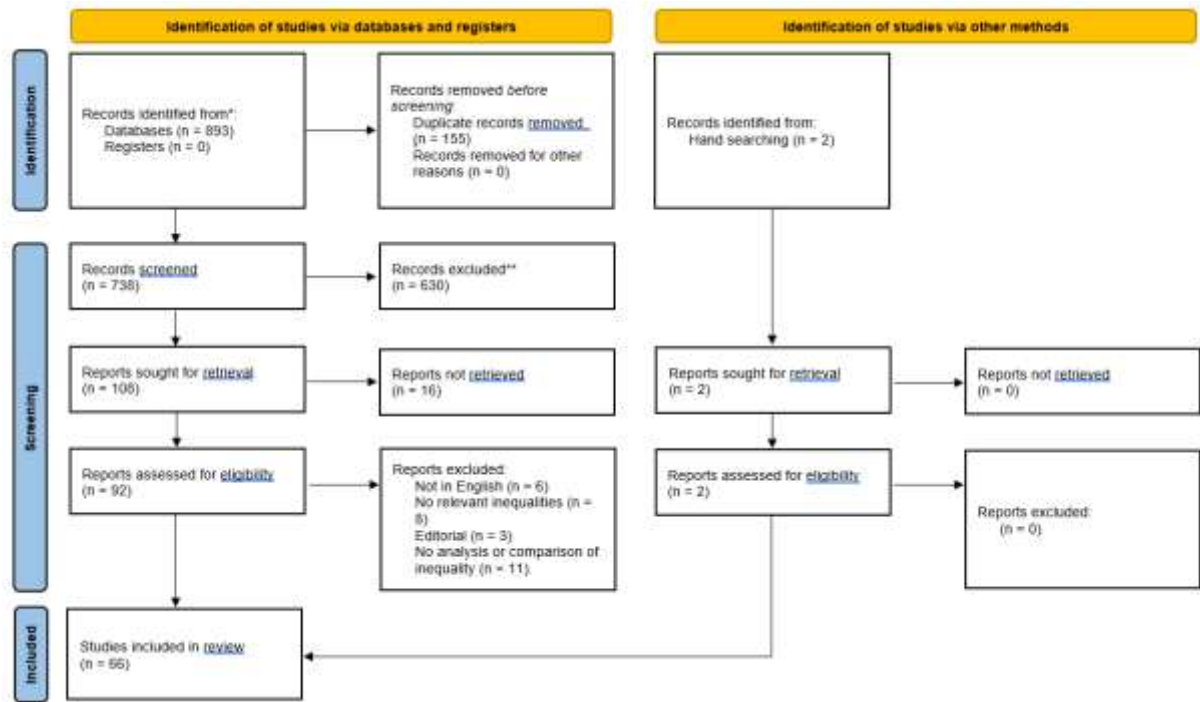 Identification of studies via databases and registers
Identification of studies via other methods
Identification
Records identified from*:
Databases (n = 893)
Registers (n = 0)
Records removed before
screening:
Duplicate records removed
(n = 155)
Records removed for other
reasons (n = 0)
Records identified from:
Hand searching (n = 2)
Screening
Records screened
(n = 738)
Records excluded**
(n = 630)
Reports sought for retrieval
(n = 108)
Reports not retrieved
(n = 16)
Reports sought for retrieval
(n = 2)
Reports not retrieved
(n = 0)
Reports assessed for eligibility
(n = 92)
Reports excluded:
Not in English (n = 6)
No relevant inequalities (n =
8)
Editorial (n = 3)
No analysis or comparison of
inequality (n = 11).
Reports assessed for eligibility
(n = 2)
Reports excluded:
(n = 0)
Included
Studies included in review
(n = 66)